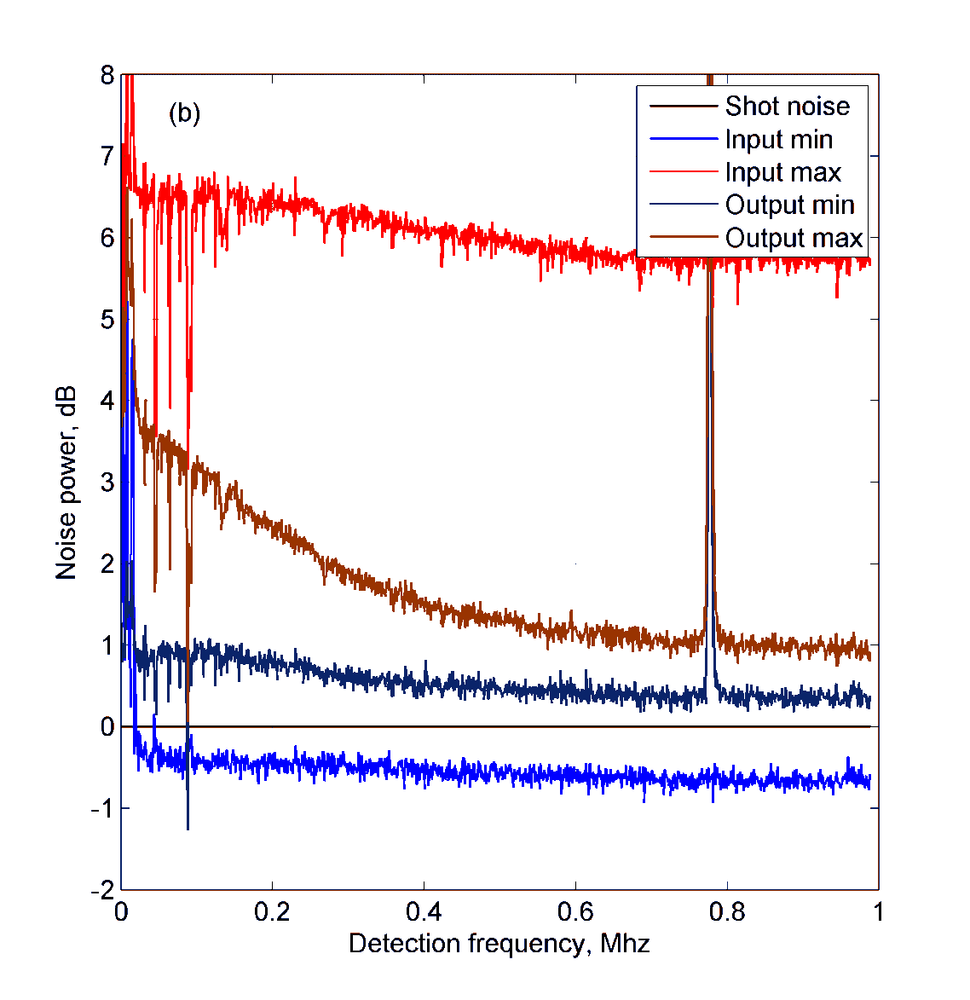 (b)
Shot noise
Input min
Input max
Output min
Output max
8
7
6
5
4
3
2
1
0
-1
-2
Noise power, dB
0
0.2
0.4
0.6
0.8
1
Detection frequency, Mhz